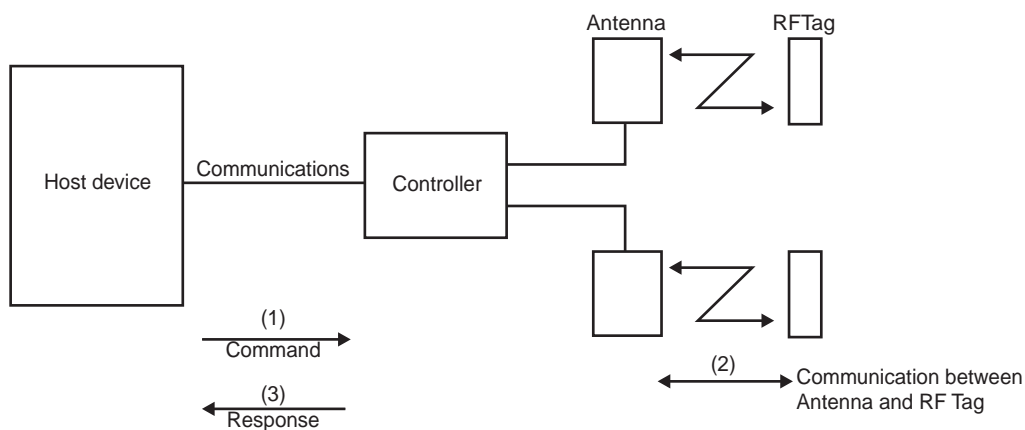 Antenna
RFTag
Host device
Communications
Controller
(1)
Command
(2)
Communication between
Antenna and RF Tag
(3)
Response